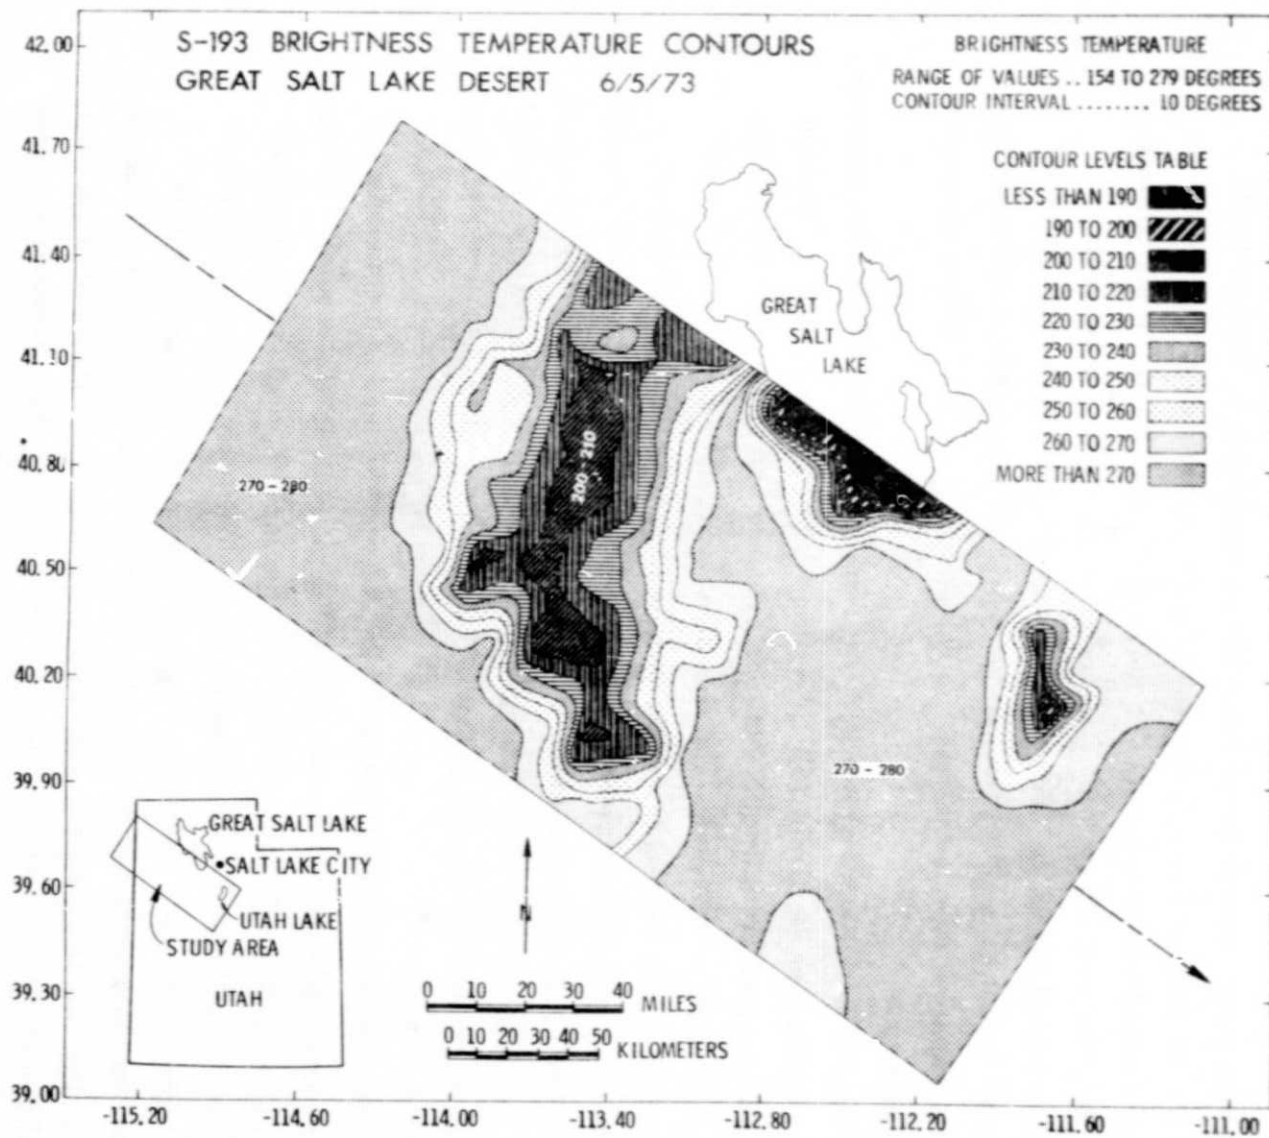 S-193 BRIGHTNESS TEMPERATURE CONTOURS
GREAT SALT LAKE DESERT 6/5/73
BRIGHTNESS TEMPERATURE
RANGE OF VALUES .. 154 TO 279 DEGREES
CONTOUR INTERVAL ........ 10 DEGREES
CONTOUR LEVELS TABLE
LESS THAN 190
190 TO 200
200 TO 210
210 TO 220
220 TO 230
230 TO 240
240 TO 250
250 TO 260
260 TO 270
MORE THAN 270
42.00
41.70
41.40
41.10
40.80
40.50
40.20
39.90
39.60
39.30
39.00
GREAT
SALT
LAKE
200 - 210
270 - 280
270 - 280
GREAT SALT LAKE
SALT LAKE CITY
UTAH LAKE
STUDY AREA
UTAH
N
0 10 20 30 40 MILES
0 10 20 30 40 50 KILOMETERS
-115.20 -114.60 -114.00 -113.40 -112.80 -112.20 -111.60 -111.00